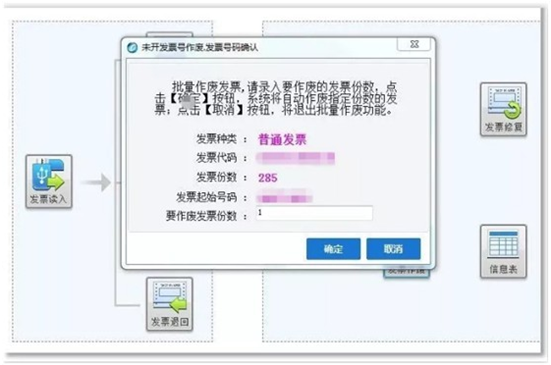 未开发票号作废.发票号码确认
批量作废发票,请录入要作废的发票份数，点
击【确定】按钮，系统将自动作废指定份数的发
票；点击【取消】按钮，将退出批量作废功能。
发票种类： 普通发票
发票代码：
发票份数： 285
发票起始号码：
要作废发票份数： 1
确定 取消
发票读入
发票退回
发票修复
信息表